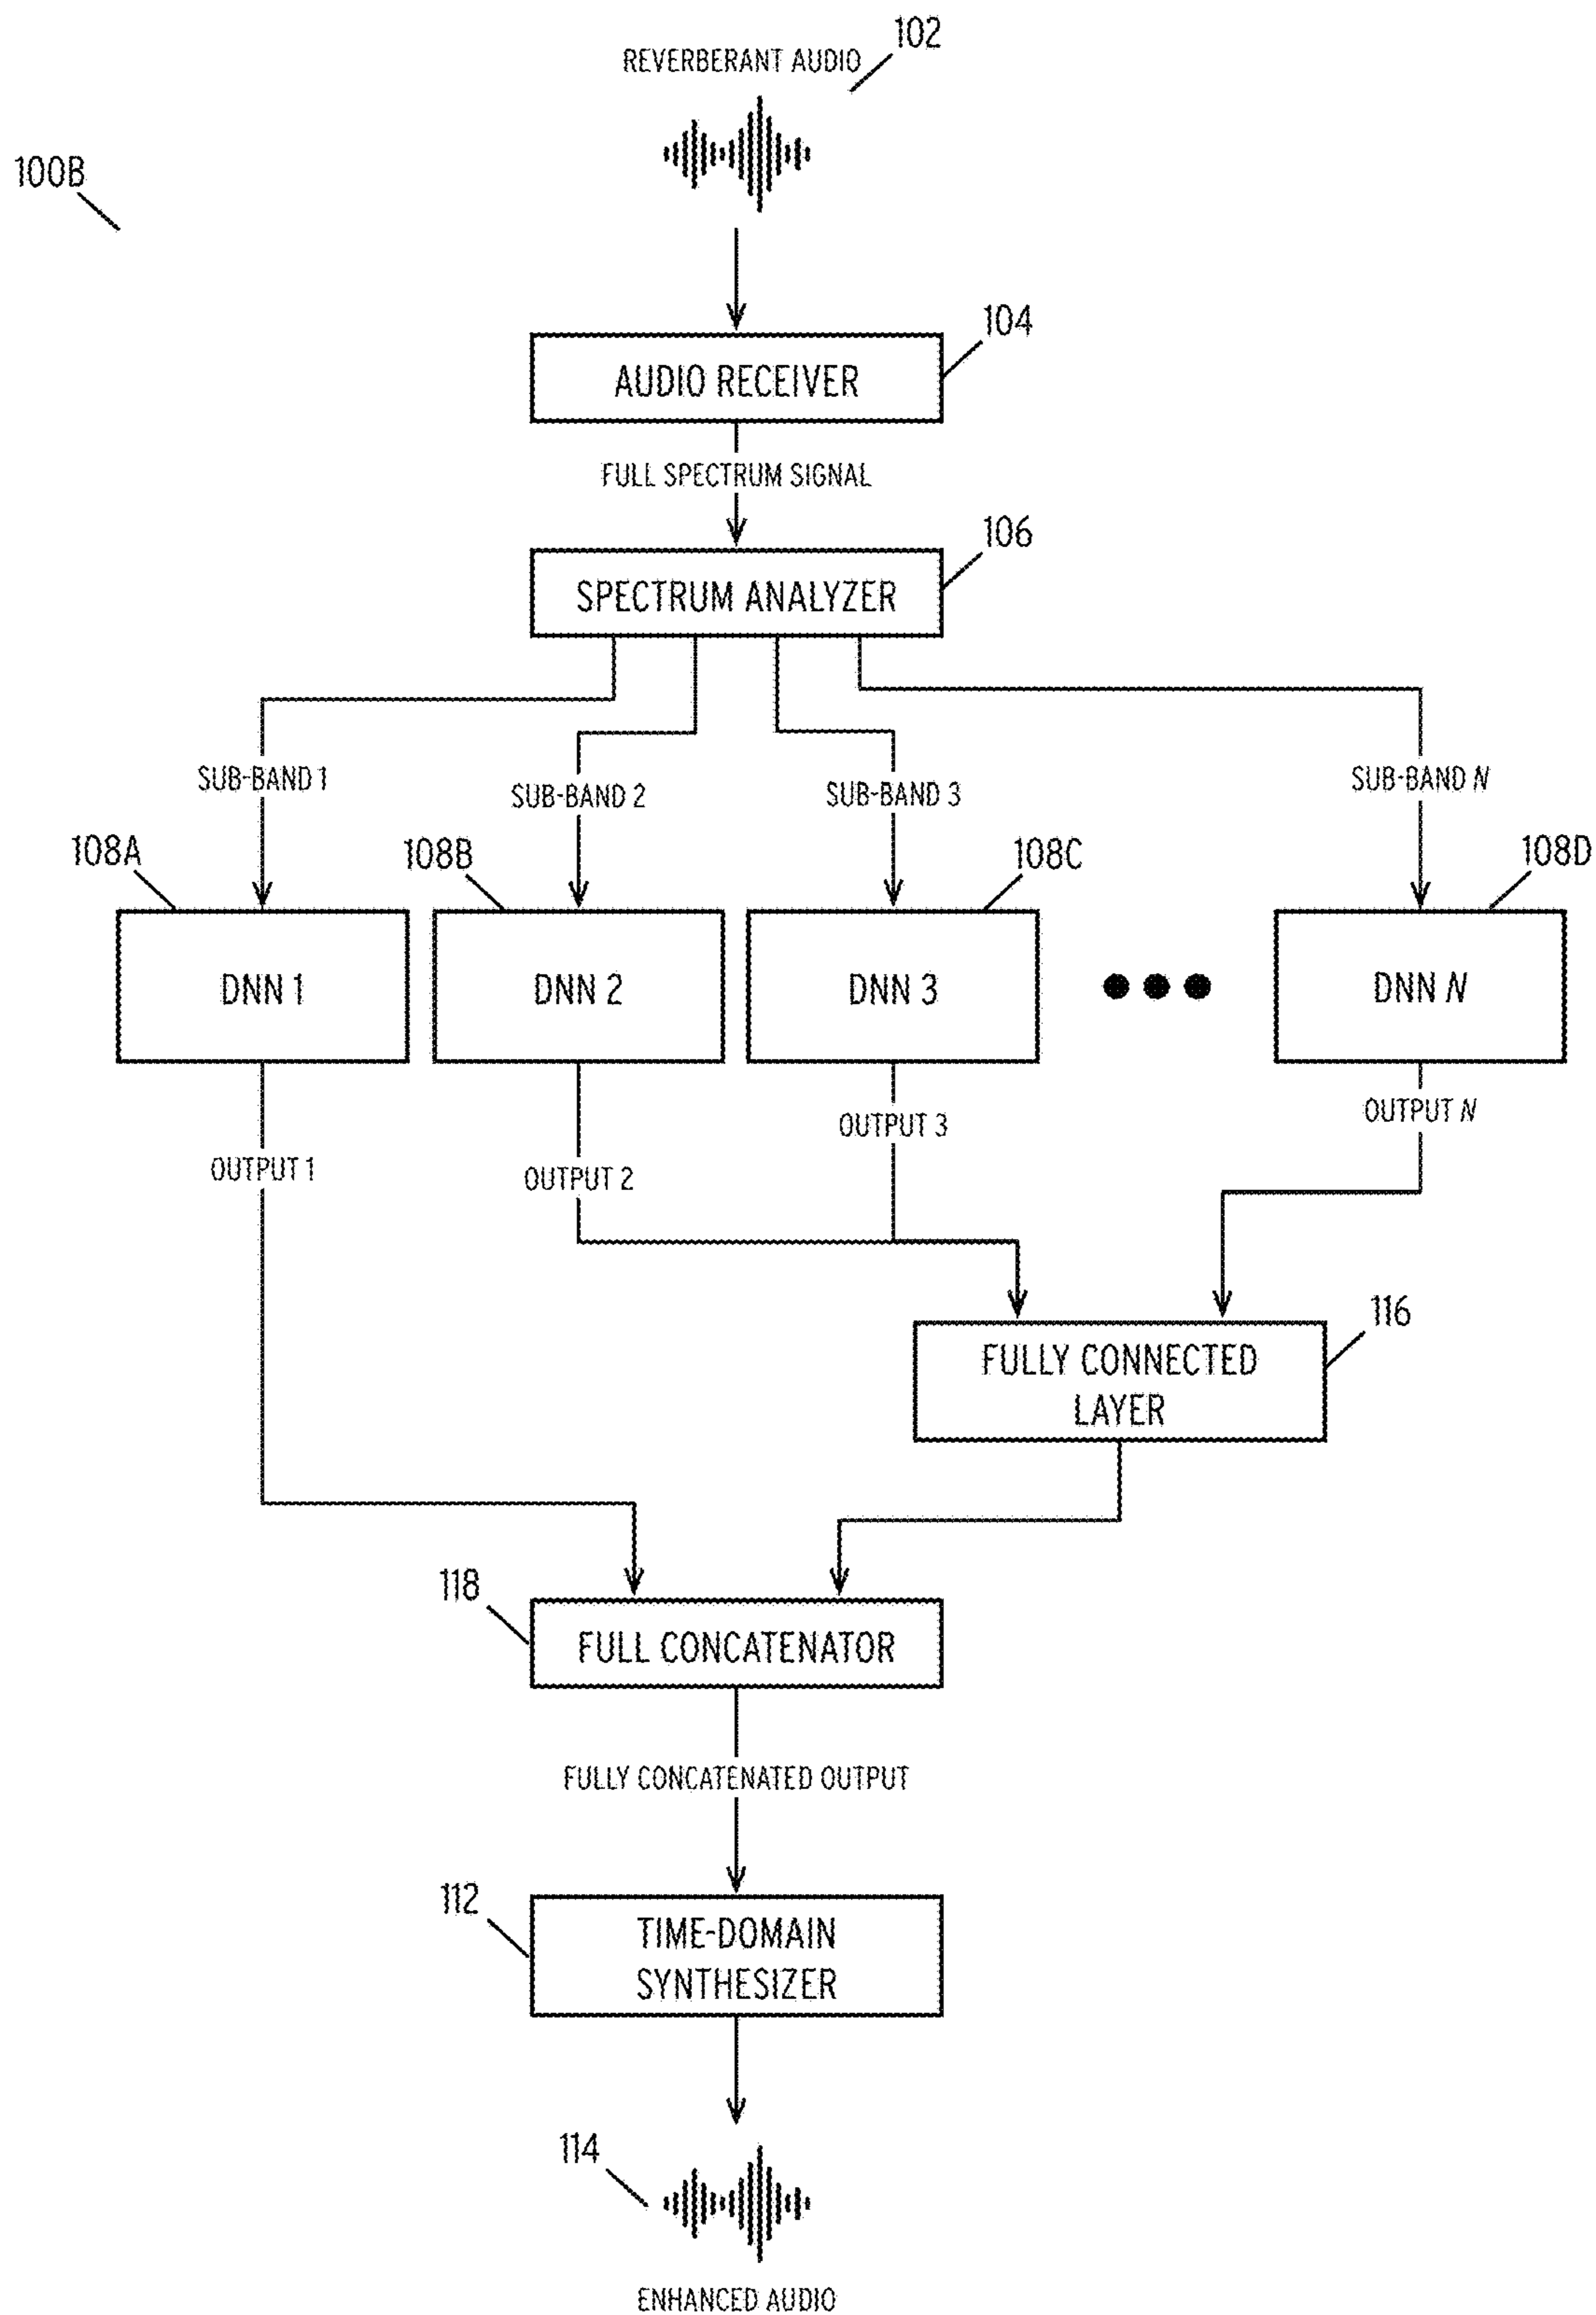 102
REVERBERANT AUDIO
100B
104
AUDIO RECEIVER
FULL SPECTRUM SIGNAL
106
SPECTRUM ANALYZER
SUB-BAND 1
SUB-BAND 2
SUB-BAND 3
SUB-BAND N
108A
108B
108C
108D
DNN 1
DNN 2
DNN 3
DNN N
OUTPUT 1
OUTPUT 2
OUTPUT 3
OUTPUT N
116
FULLY CONNECTED
LAYER
118
FULL CONCATENATOR
FULLY CONCATENATED OUTPUT
112
TIME-DOMAIN
SYNTHESIZER
114
ENHANCED AUDIO